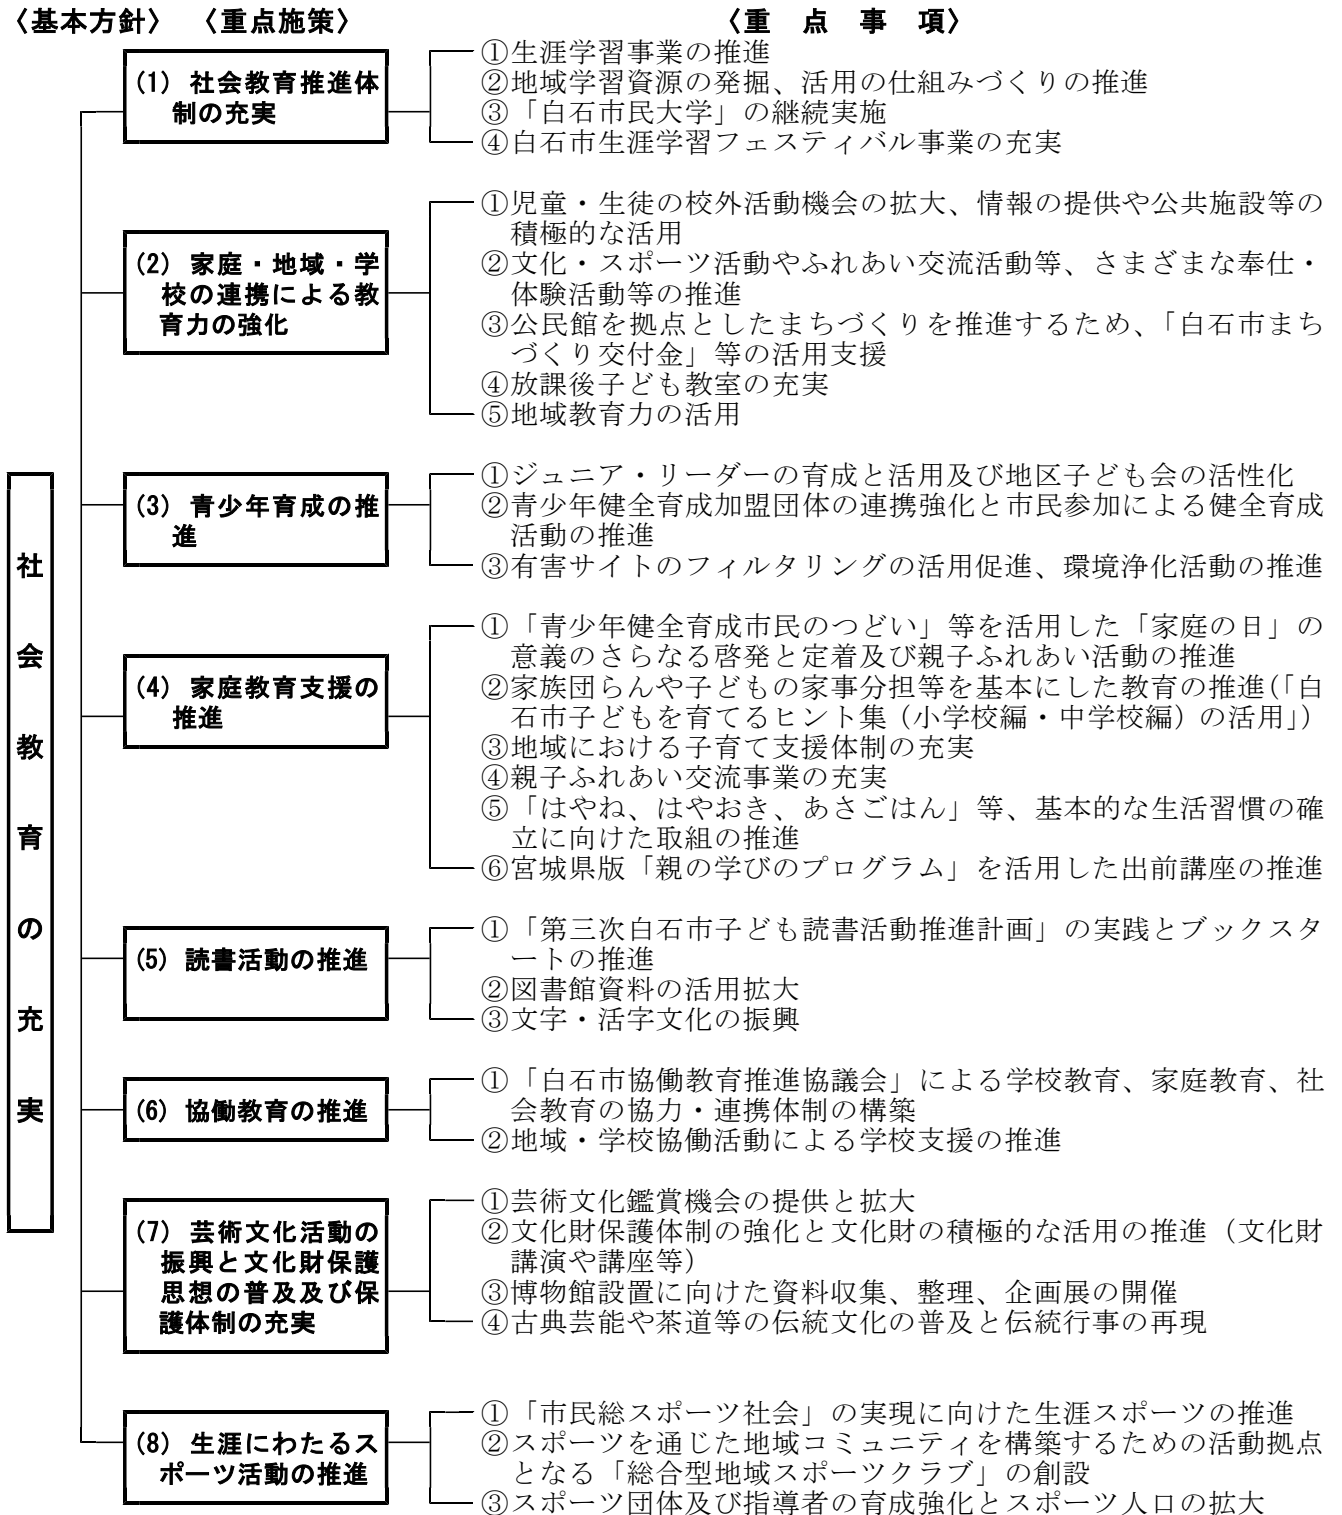 〈基本方針〉 〈重点施策〉 〈重 点 事 項〉
社会教育の充実
(1) 社会教育推進体
制の充実
①生涯学習事業の推進
②地域学習資源の発掘、活用の仕組みづくりの推進
③「白石市民大学」の継続実施
④白石市生涯学習フェスティバル事業の充実
(2) 家庭・地域・学
校の連携による教
育力の強化
①児童・生徒の校外活動機会の拡大、情報の提供や公共施設等の
積極的な活用
②文化・スポーツ活動やふれあい交流活動等、さまざまな奉仕・
体験活動等の推進
③公民館を拠点としたまちづくりを推進するため、「白石市まち
づくり交付金」等の活用支援
④放課後子ども教室の充実
⑤地域教育力の活用
(3) 青少年育成の推
進
①ジュニア・リーダーの育成と活用及び地区子ども会の活性化
②青少年健全育成加盟団体の連携強化と市民参加による健全育成
活動の推進
③有害サイトのフィルタリングの活用促進、環境浄化活動の推進
(4) 家庭教育支援の
推進
①「青少年健全育成市民のつどい」等を活用した「家庭の日」の
意義のさらなる啓発と定着及び親子ふれあい活動の推進
②家族団らんや子どもの家事分担等を基本にした教育の推進(「白
石市子どもを育てるヒント集（小学校編・中学校編）の活用」)
③地域における子育て支援体制の充実
④親子ふれあい交流事業の充実
⑤「はやね、はやおき、あさごはん」等、基本的な生活習慣の確
立に向けた取組の推進
⑥宮城県版「親の学びのプログラム」を活用した出前講座の推進
(5) 読書活動の推進
①「第三次白石市子ども読書活動推進計画」の実践とブックスタ
ートの推進
②図書館資料の活用拡大
③文字・活字文化の振興
(6) 協働教育の推進
①「白石市協働教育推進協議会」による学校教育、家庭教育、社
会教育の協力・連携体制の構築
②地域・学校協働活動による学校支援の推進
(7) 芸術文化活動の
振興と文化財保護
思想の普及及び保
護体制の充実
①芸術文化鑑賞機会の提供と拡大
②文化財保護体制の強化と文化財の積極的な活用の推進（文化財
講演や講座等）
③博物館設置に向けた資料収集、整理、企画展の開催
④古典芸能や茶道等の伝統文化の普及と伝統行事の再現
(8) 生涯にわたるス
ポーツ活動の推進
①「市民総スポーツ社会」の実現に向けた生涯スポーツの推進
②スポーツを通じた地域コミュニティを構築するための活動拠点
となる「総合型地域スポーツクラブ」の創設
③スポーツ団体及び指導者の育成強化とスポーツ人口の拡大